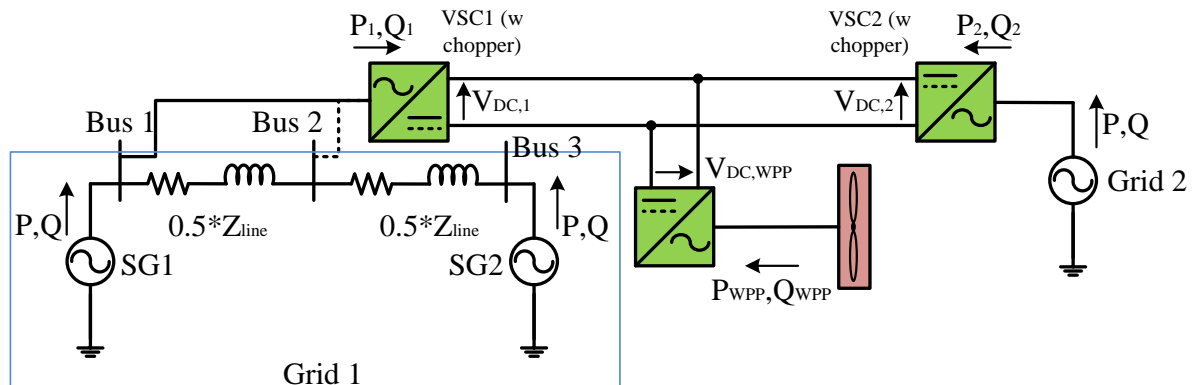 P1,Q1
VSC1 (w
chopper)
VSC2 (w
chopper)
P2,Q2
VDC,1
VDC,2
P,Q
Bus 1
Bus 2
Bus 3
VDC,WPP
Grid 2
P,Q
0.5*Zline
0.5*Zline
P,Q
SG1
SG2
PWPP,QWPP
Grid 1